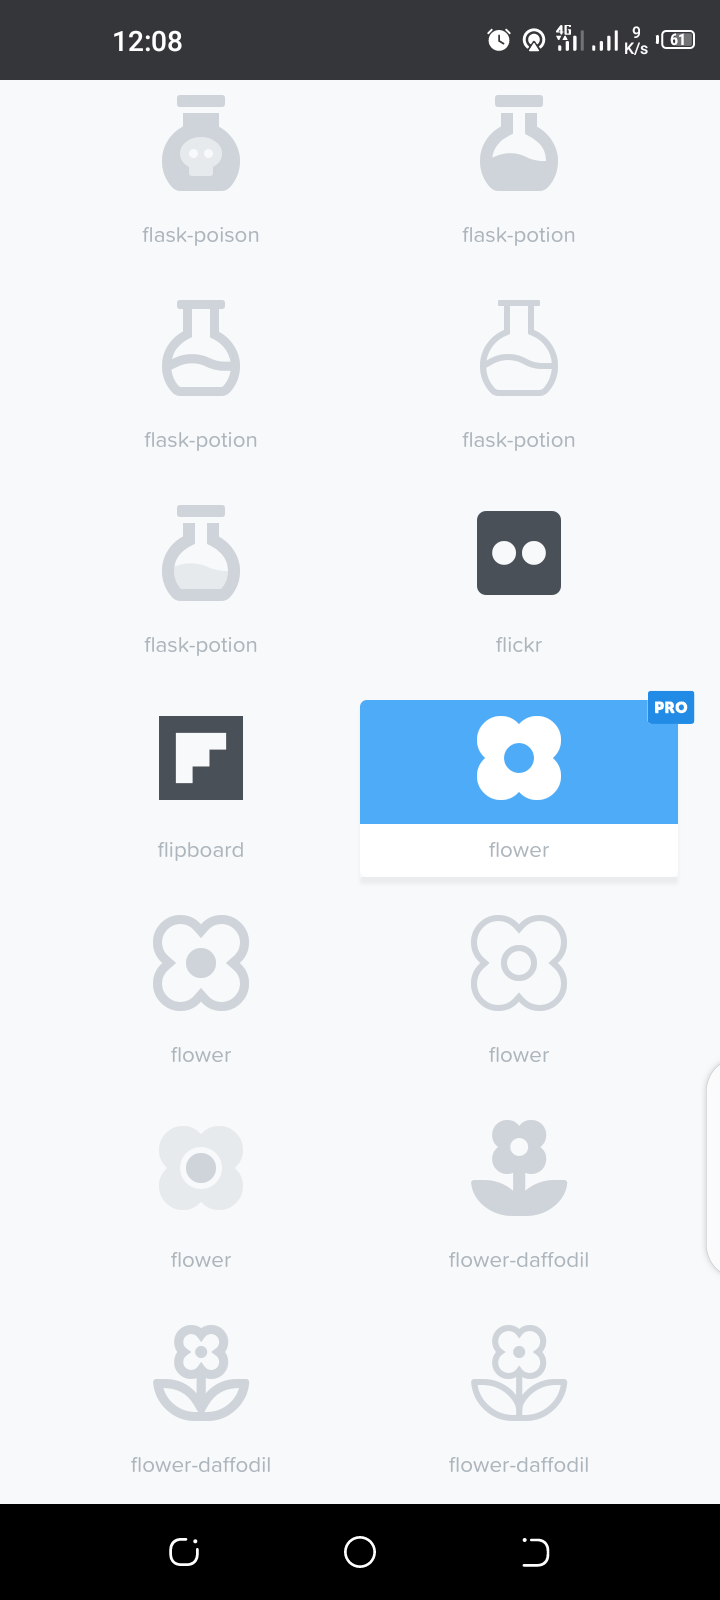 12:08
4G
9
K/s
61
flask-poison
flask-potion
flask-potion
flask-potion
flask-potion
flickr
PRO
flipboard
flower
flower
flower
flower
flower-daffodil
flower-daffodil
flower-daffodil